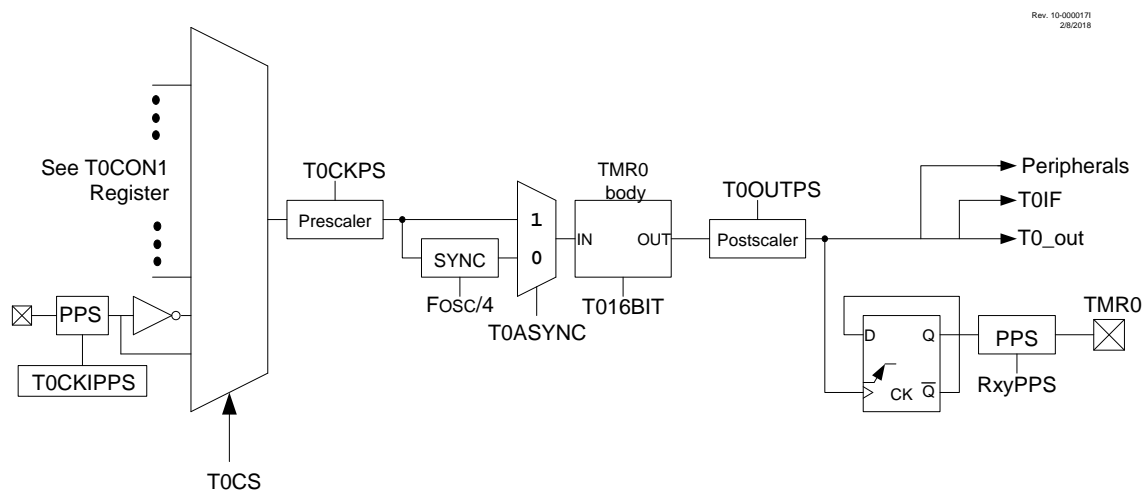 Rev. 10-000017I
2/8/2018
See T0CON1
Register
T0CKPS
Prescaler
SYNC
FOSC/4
1
0
T0ASYNC
TMR0
body
IN
OUT
T016BIT
T0OUTPS
Postscaler
Peripherals
T0IF
T0_out
PPS
T0CKIPPS
T0CS
D
Q
CK
Q̅
PPS
RxyPPS
TMR0